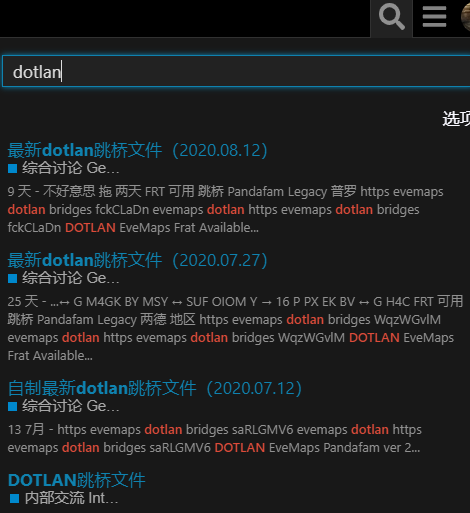 dotlan
选项
最新dotlan跳桥文件（2020.08.12）
综合讨论 Ge...
9 天 - 不好意思 拖 两天 FRT 可用 跳桥 Pandafam Legacy 普罗 https evemaps
dotlan bridges fckCLaDn evemaps dotlan https evemaps dotlan bridges
fckCLaDn DOTLAN EveMaps Frat Available...
最新dotlan跳桥文件（2020.07.27）
综合讨论 Ge...
25 天 - ...↔ G M4GK BY MSY ↔ SUF OIOM Y → 16 P PX EK BV ↔ G H4C FRT 可用
跳桥 Pandafam Legacy 两德 地区 https evemaps dotlan bridges WqzWGvlM
evemaps dotlan https evemaps dotlan bridges WqzWGvlM DOTLAN EveMaps
Frat Available...
自制最新dotlan跳桥文件（2020.07.12）
综合讨论 Ge...
13 7月 - https evemaps dotlan bridges saRLGMV6 evemaps dotlan https
evemaps dotlan bridges saRLGMV6 DOTLAN EveMaps Pandafam ver 2...
DOTLAN跳桥文件
内部交流 Int...